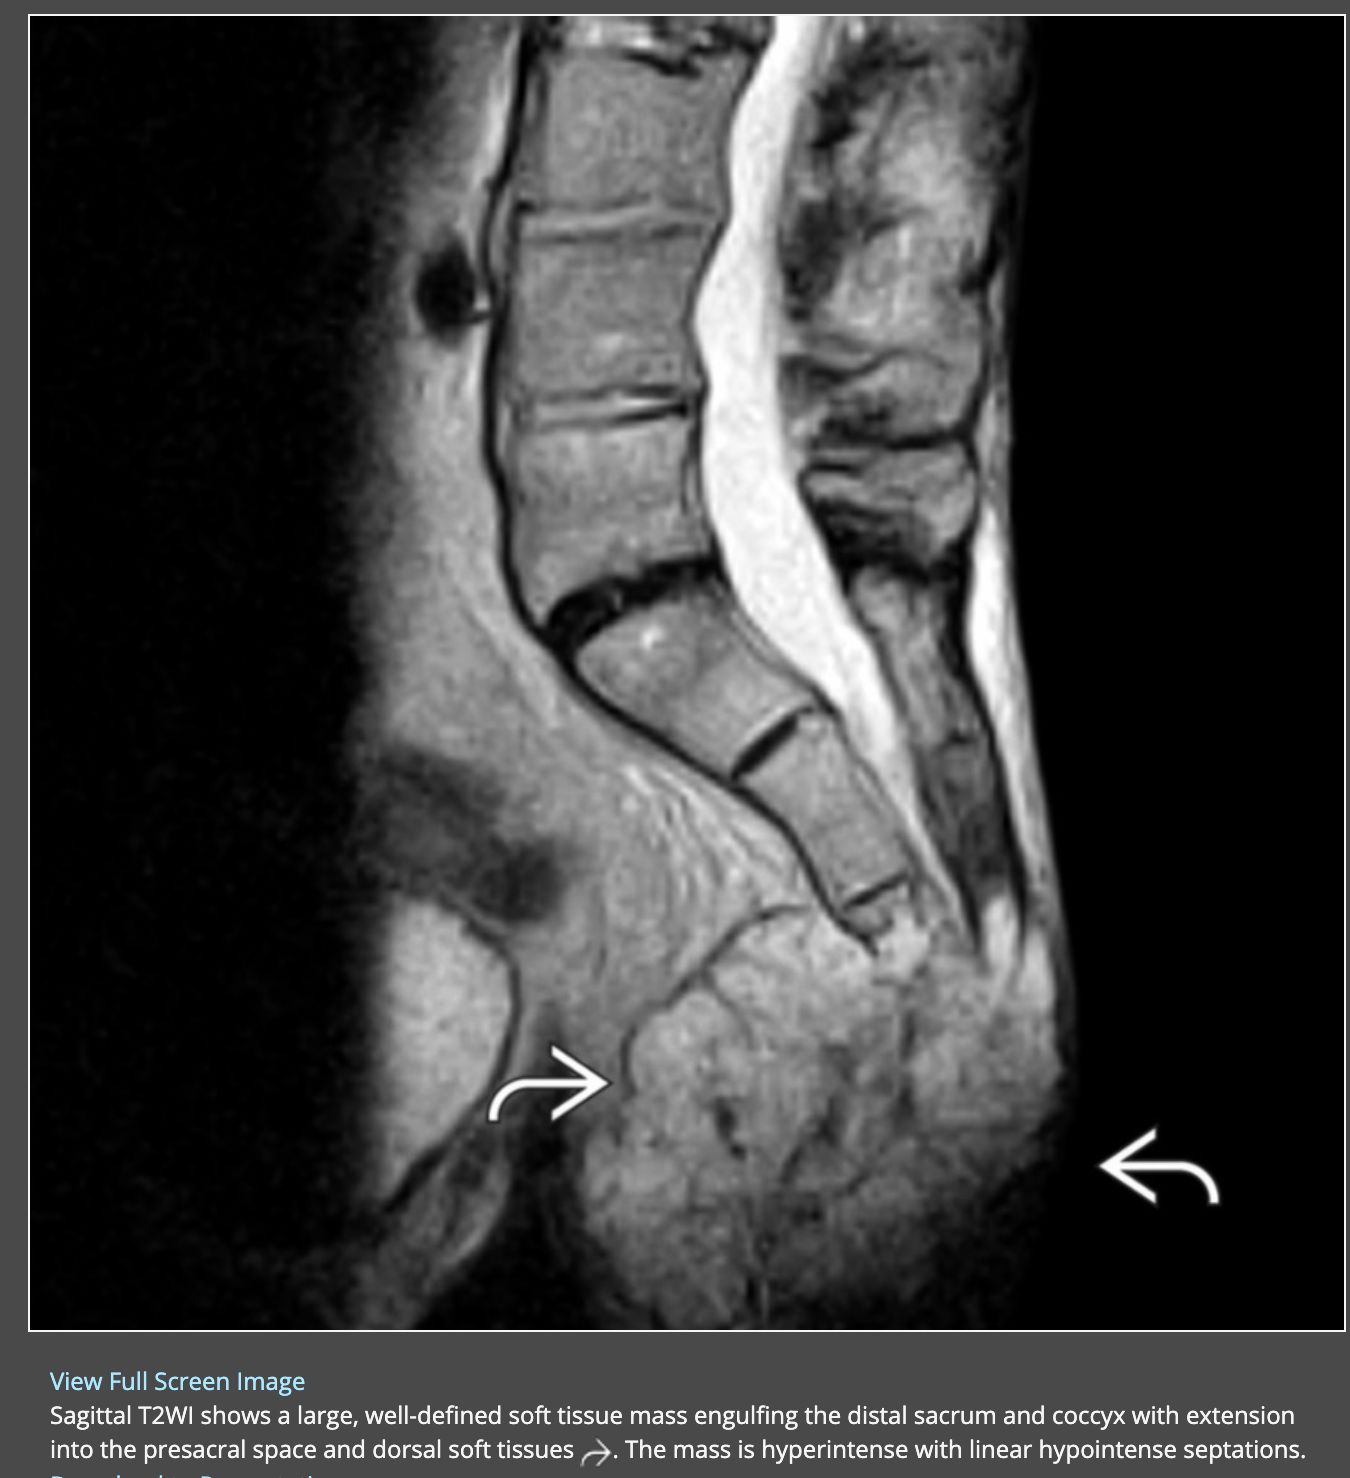 View Full Screen Image
Sagittal T2WI shows a large, well-defined soft tissue mass engulfing the distal sacrum and coccyx with extension
into the presacral space and dorsal soft tissues . The mass is hyperintense with linear hypointense septations.